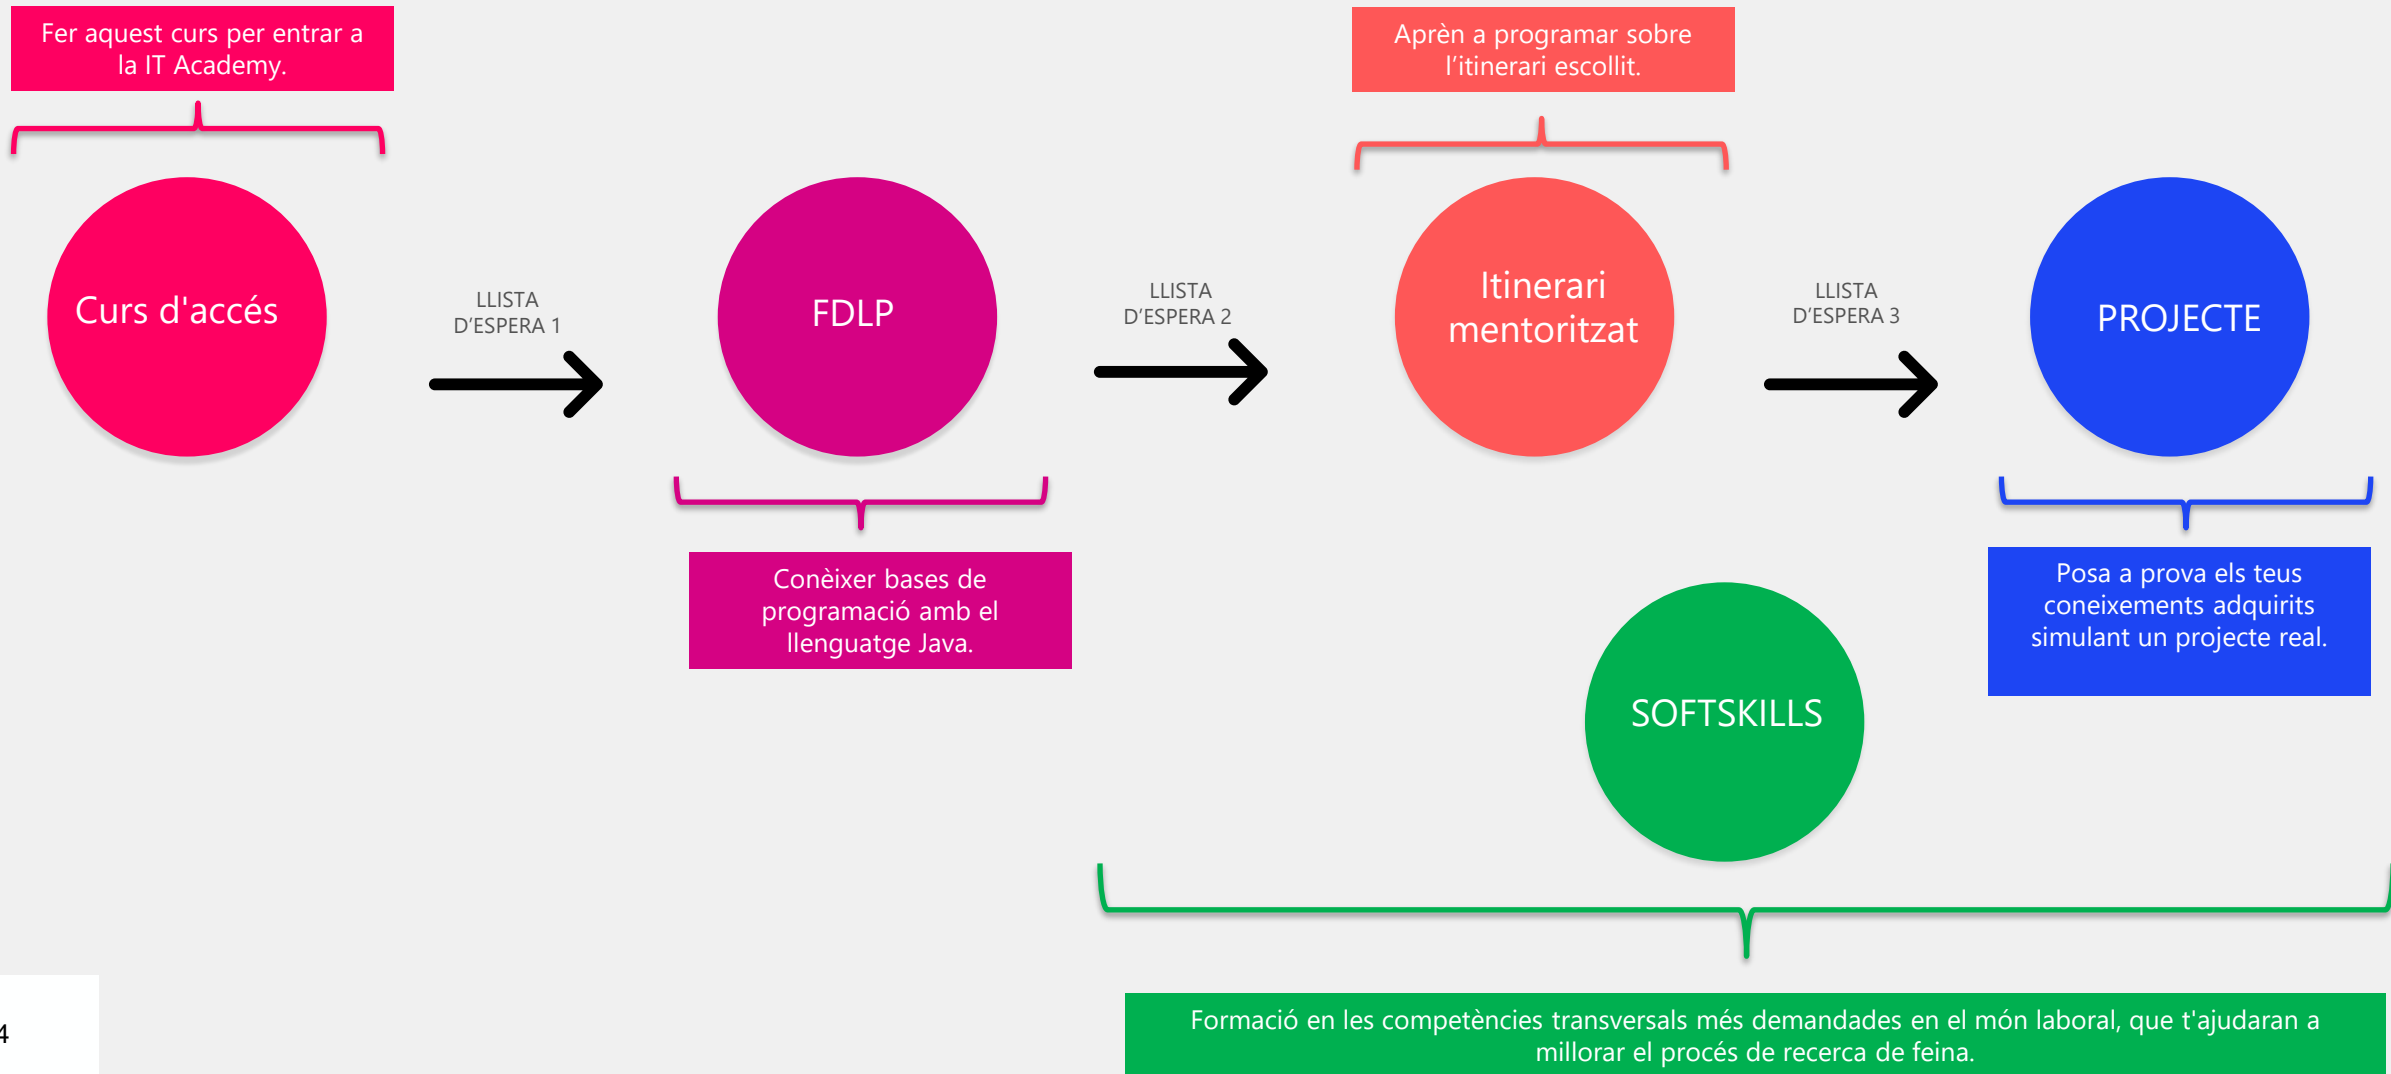 Fer aquest curs per entrar a
la IT Academy.
Aprèn a programar sobre
l’itinerari escollit.
Curs d'accés
LLISTA
D’ESPERA 1
FDLP
LLISTA
D’ESPERA 2
Itinerari
mentoritzat
LLISTA
D’ESPERA 3
PROJECTE
Conèixer bases de
programació amb el
llenguatge Java.
Posa a prova els teus
coneixements adquirits
simulant un projecte real.
SOFTSKILLS
Formació en les competències transversals més demandades en el món laboral, que t'ajudaran a
millorar el procés de recerca de feina.
4